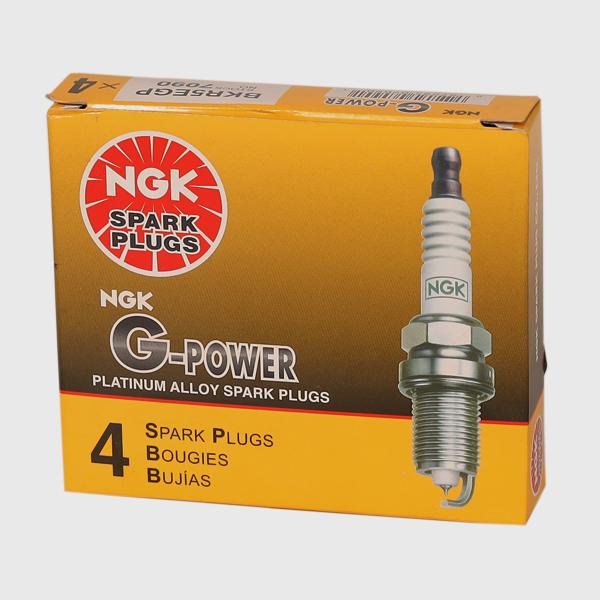 4 X
BKR5EGP
7090
NGK
G-POWER
NGK
SPARK
PLUGS
NGK
G-POWER
PLATINUM ALLOY SPARK PLUGS
NGK
4
SPARK PLUGS
BOUGIES
BUJÍAS